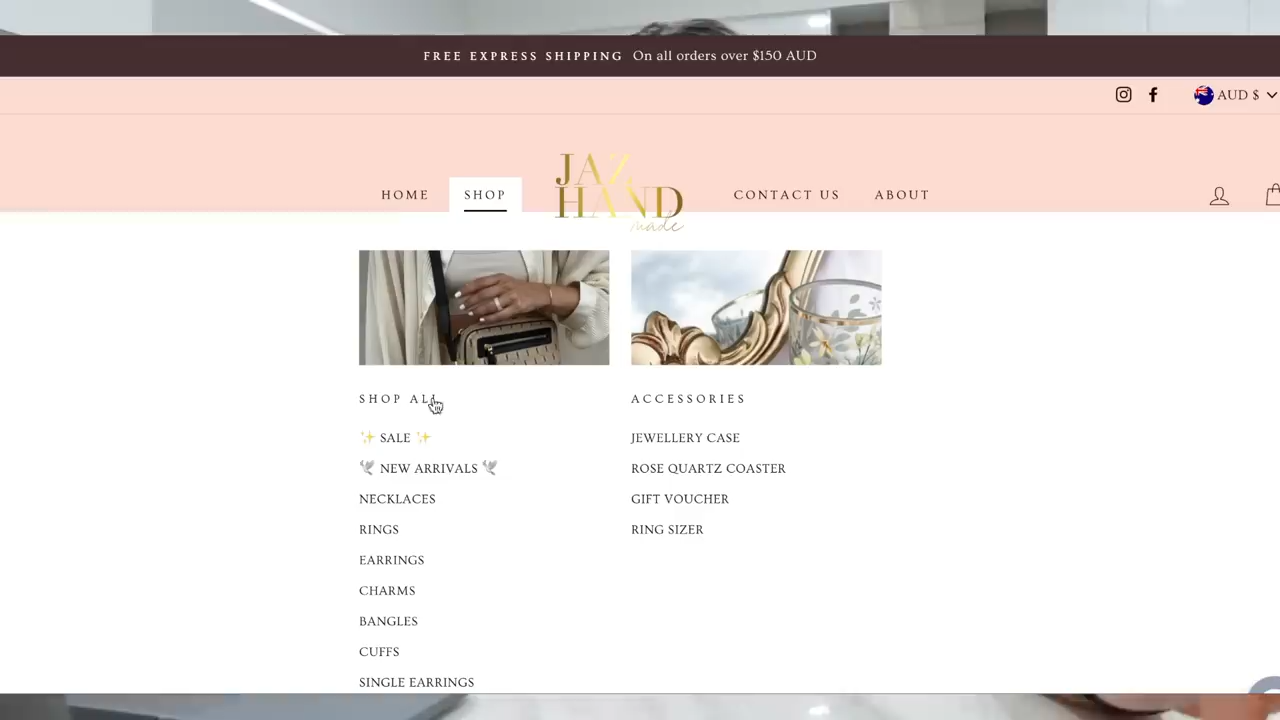 FREE EXPRESS SHIPPING On all orders over $150 AUD
AUD $
HOME
SHOP
JAZ
HAND
made
CONTACT US
ABOUT
SHOP ALL
✨ SALE ✨
🕊 NEW ARRIVALS 🕊
NECKLACES
RINGS
EARRINGS
CHARMS
BANGLES
CUFFS
SINGLE EARRINGS
ACCESSORIES
JEWELLERY CASE
ROSE QUARTZ COASTER
GIFT VOUCHER
RING SIZER